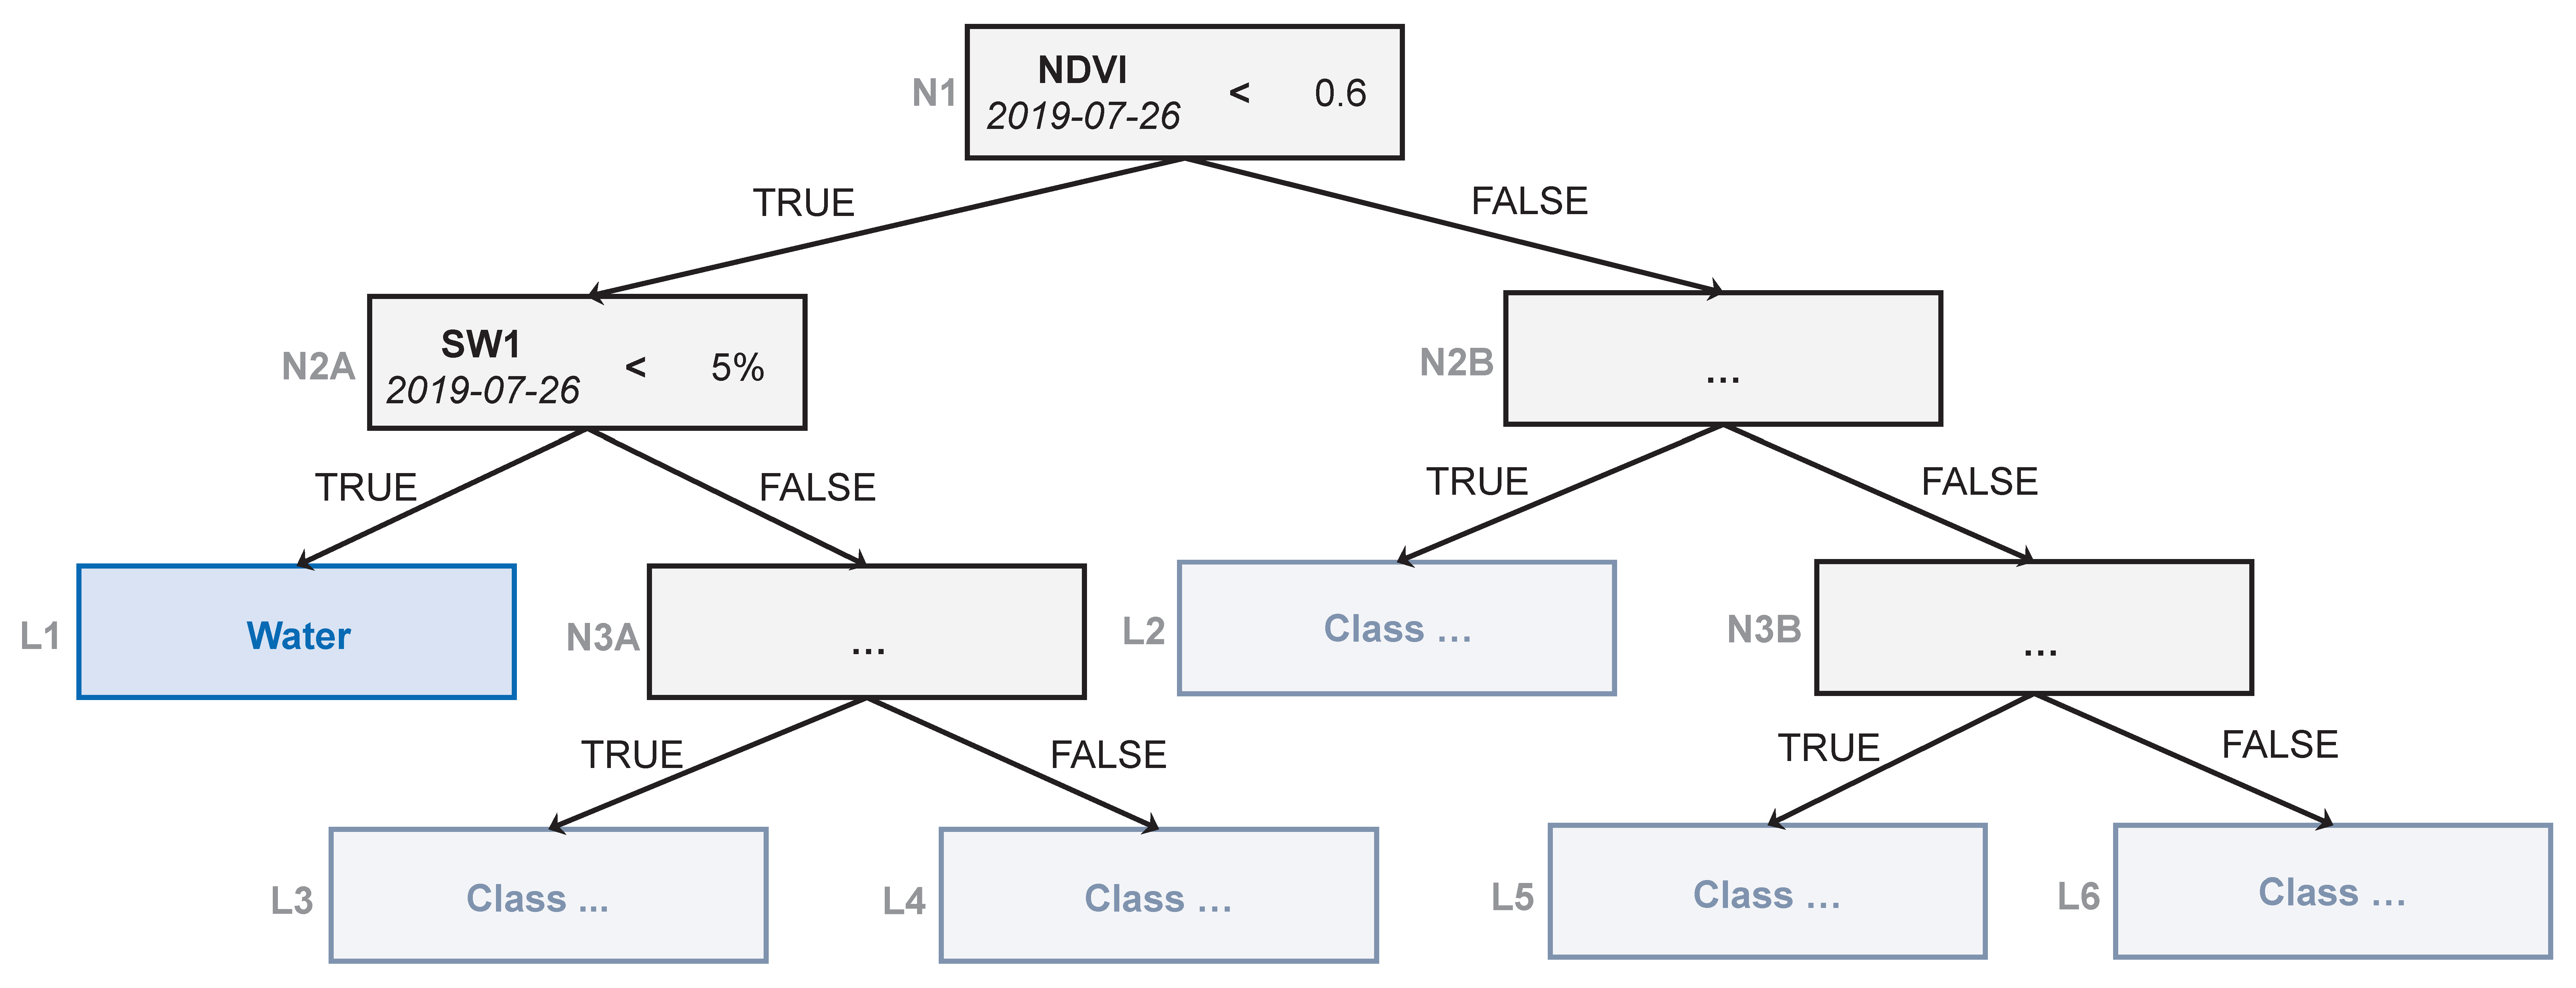 N1
NDVI
2019-07-26
<
0.6
TRUE
FALSE
N2A
SW1
2019-07-26
<
5%
N2B
...
TRUE
FALSE
TRUE
FALSE
L1
Water
N3A
...
L2
Class ...
N3B
...
TRUE
FALSE
TRUE
FALSE
L3
Class ...
L4
Class ...
L5
Class ...
L6
Class ...